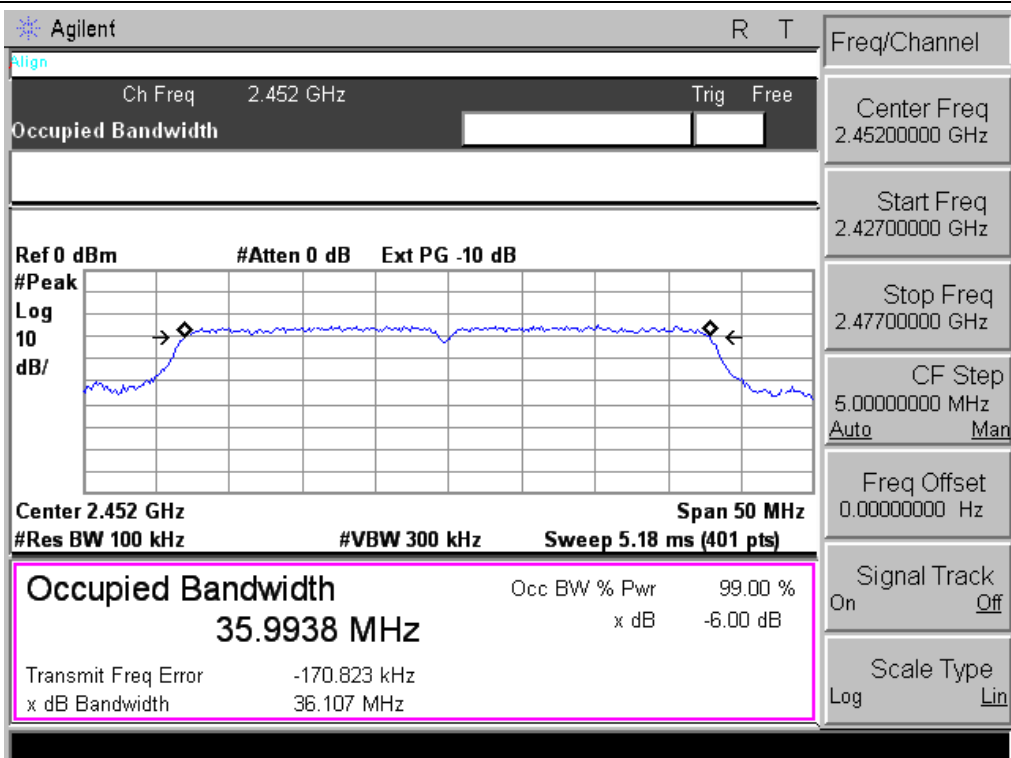 Agilent R T
Align
Ch Freq 2.452 GHz Trig Free
Occupied Bandwidth
Ref 0 dBm #Atten 0 dB Ext PG -10 dB
#Peak
Log
10
dB/
Center 2.452 GHz Span 50 MHz
#Res BW 100 kHz #VBW 300 kHz Sweep 5.18 ms (401 pts)
Occupied Bandwidth Occ BW % Pwr 99.00 %
35.9938 MHz x dB -6.00 dB
Transmit Freq Error -170.823 kHz
x dB Bandwidth 36.107 MHz
Freq/Channel
Center Freq
2.45200000 GHz
Start Freq
2.42700000 GHz
Stop Freq
2.47700000 GHz
CF Step
5.00000000 MHz
Auto Man
Freq Offset
0.00000000 Hz
Signal Track
On Off
Scale Type
Log Lin